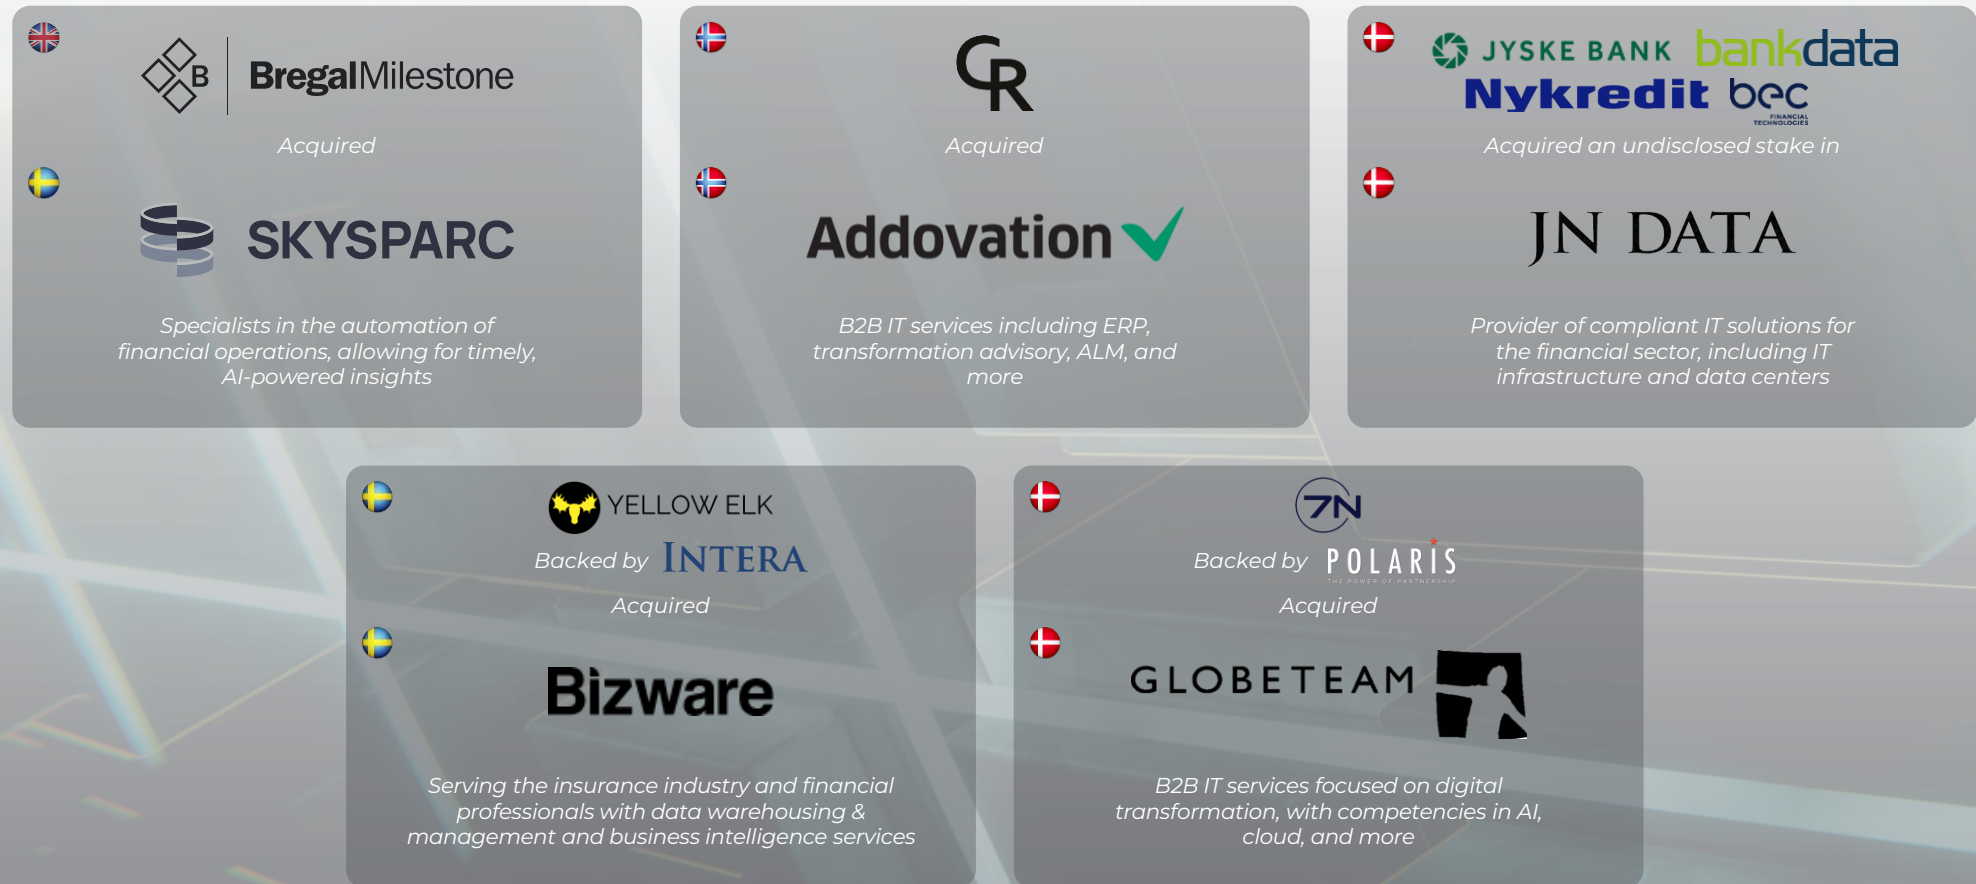 B BregalMilestone
Acquired
SKYSPARC
Specialists in the automation of
financial operations, allowing for timely,
AI-powered insights
CR
Acquired
Addovation
B2B IT services including ERP,
transformation advisory, ALM, and
more
JYSKE BANK bankdata
Nykredit bec
FINANCIAL
TECHNOLOGIES
Acquired an undisclosed stake in
JN DATA
Provider of compliant IT solutions for
the financial sector, including IT
infrastructure and data centers
YELLOW ELK
Backed by INTERA
Acquired
Bizware
Serving the insurance industry and financial
professionals with data warehousing &
management and business intelligence services
7N
Backed by POLARIS
THE POWER OF PARTNERSHIP
Acquired
GLOBETEAM
B2B IT services focused on digital
transformation, with competencies in AI,
cloud, and more